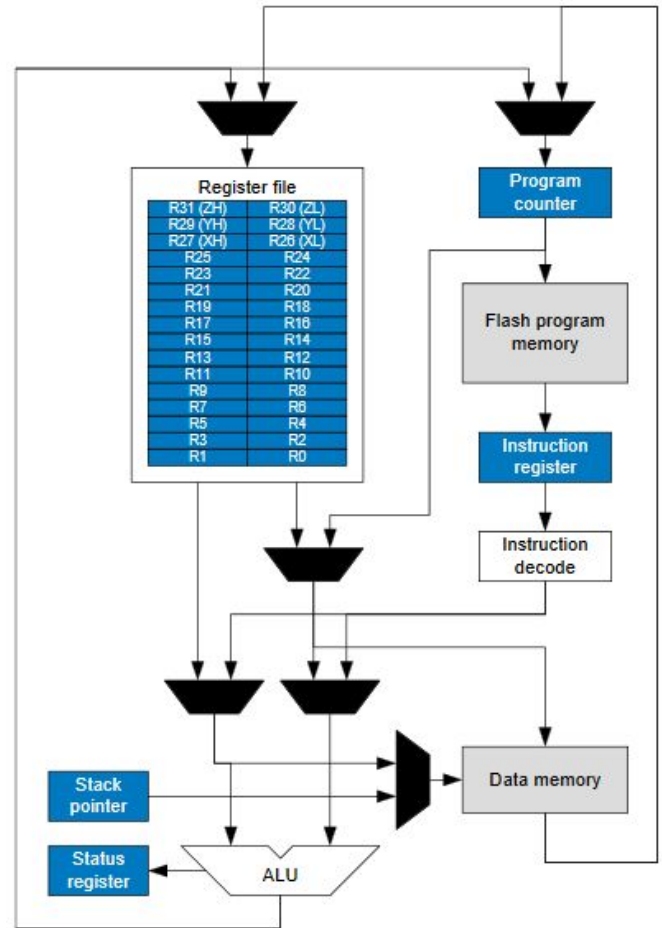 Register file
R31 (ZH) R30 (ZL)
R29 (YH) R28 (YL)
R27 (XH) R26 (XL)
R25 R24
R23 R22
R21 R20
R19 R18
R17 R16
R15 R14
R13 R12
R11 R10
R9 R8
R7 R6
R5 R4
R3 R2
R1 R0
Program
counter
Flash program
memory
Instruction
register
Instruction
decode
Stack
pointer
Data memory
Status
register
ALU